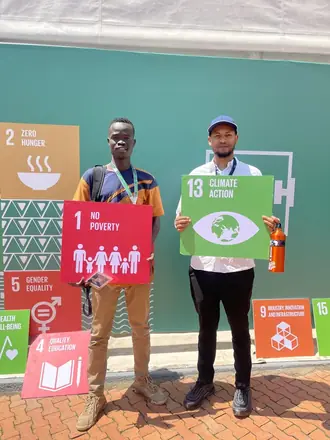 2 ZERO
HUNGER
13 CLIMATE
ACTION
1 NO
POVERTY
5 GENDER
EQUALITY
4 QUALITY
EDUCATION
9 INDUSTRY, INNOVATION
AND INFRASTRUCTURE
15